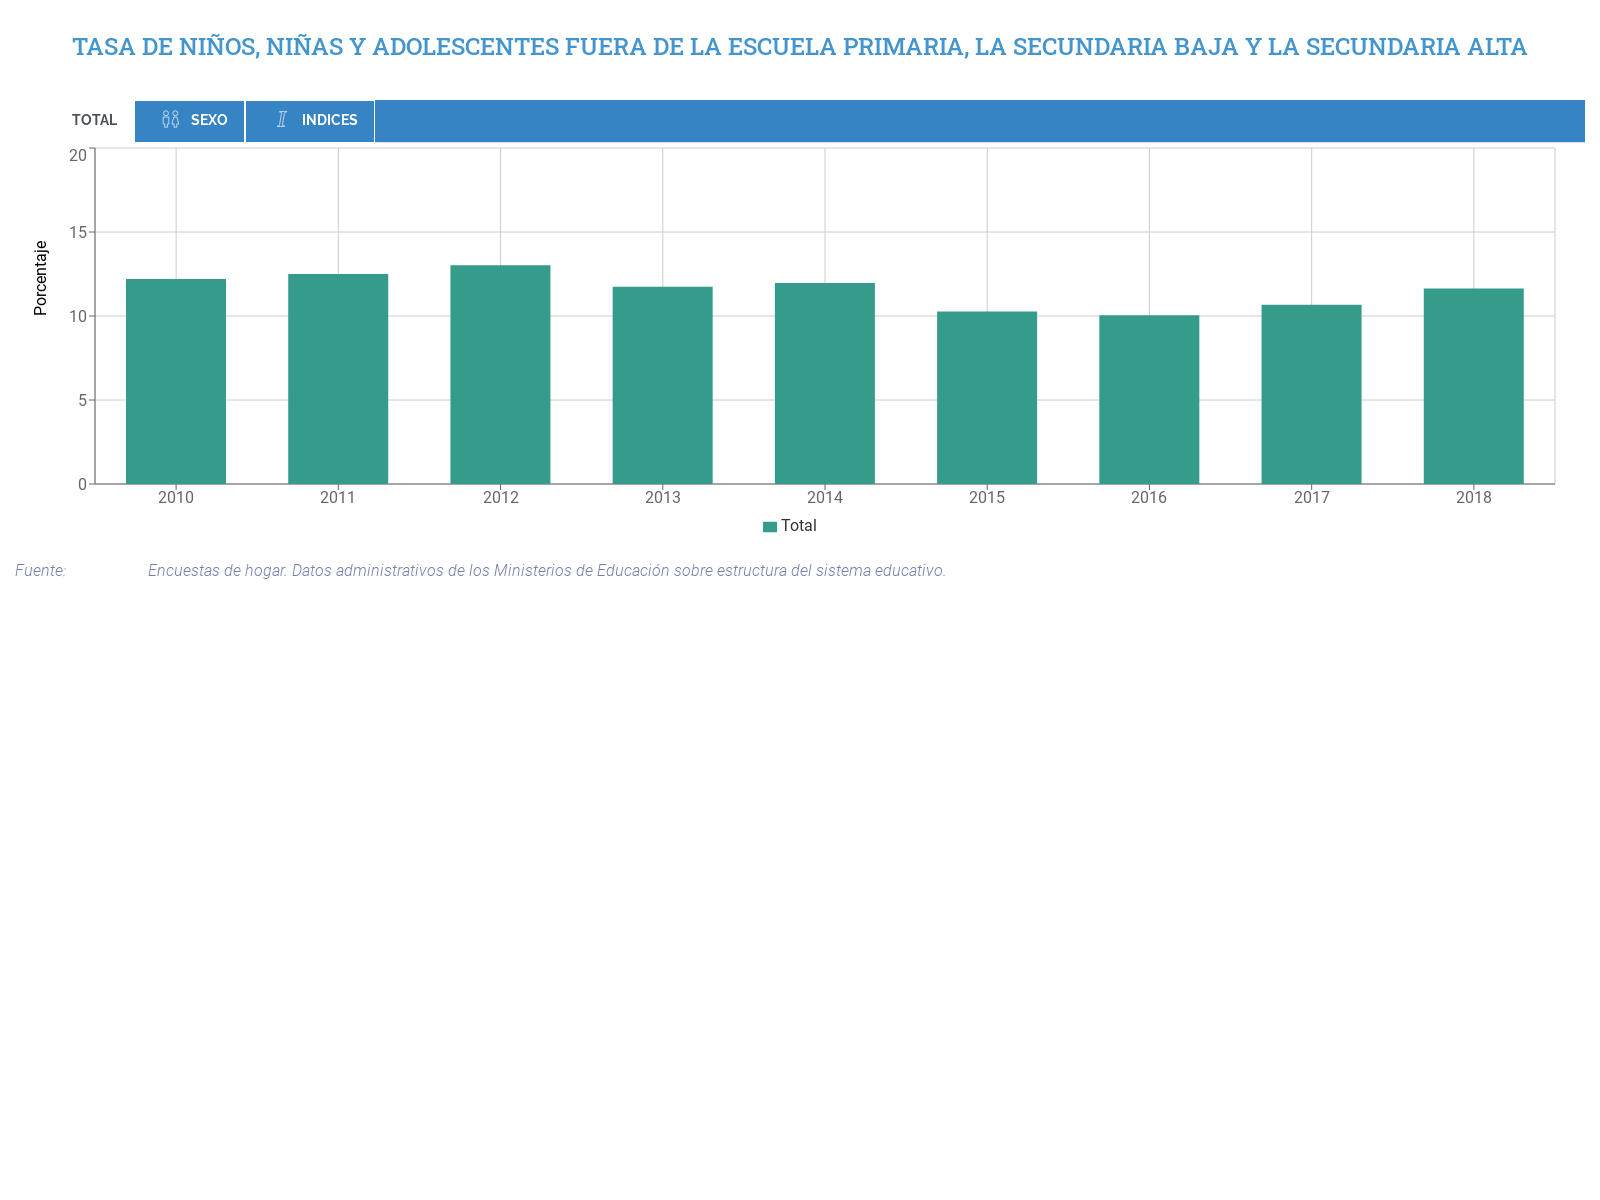 TASA DE NIÑOS, NIÑAS Y ADOLESCENTES FUERA DE LA ESCUELA PRIMARIA, LA SECUNDARIA BAJA Y LA SECUNDARIA ALTA
TOTAL SEXO INDICES
Porcentaje
20
15
10
5
0
2010 2011 2012 2013 2014 2015 2016 2017 2018
Total
Fuente: Encuestas de hogar. Datos administrativos de los Ministerios de Educación sobre estructura del sistema educativo.